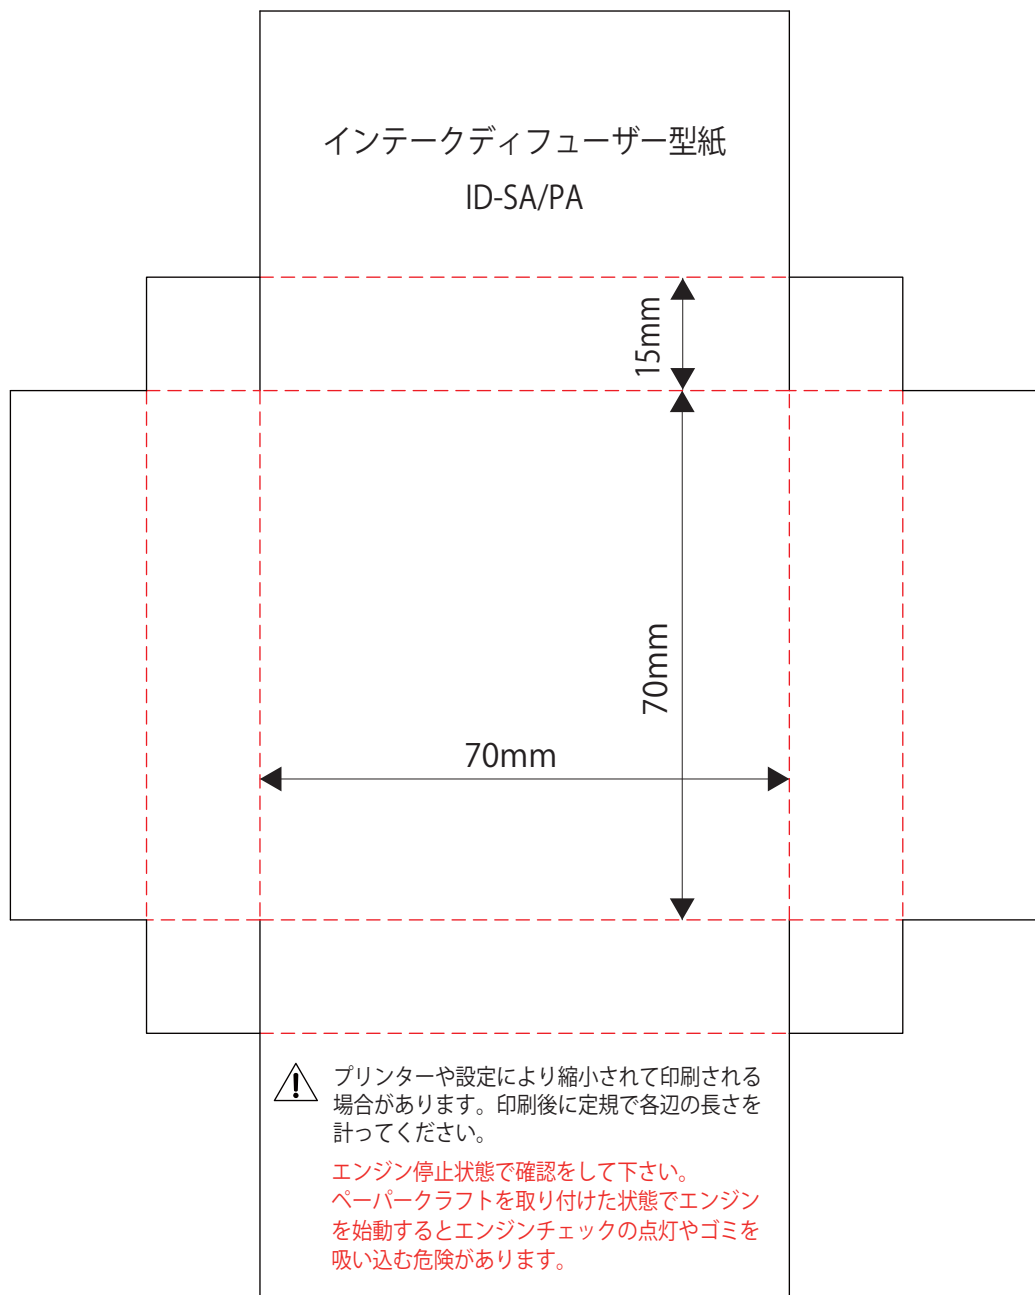 インテークディフューザー型紙
ID-SA/PA
15mm
70mm
70mm
プリンターや設定により縮小されて印刷される
場合があります。印刷後に定規で各辺の長さを
計ってください。
エンジン停止状態で確認をして下さい。
ペーパークラフトを取り付けた状態でエンジン
を始動するとエンジンチェックの点灯やゴミを
吸い込む危険があります。